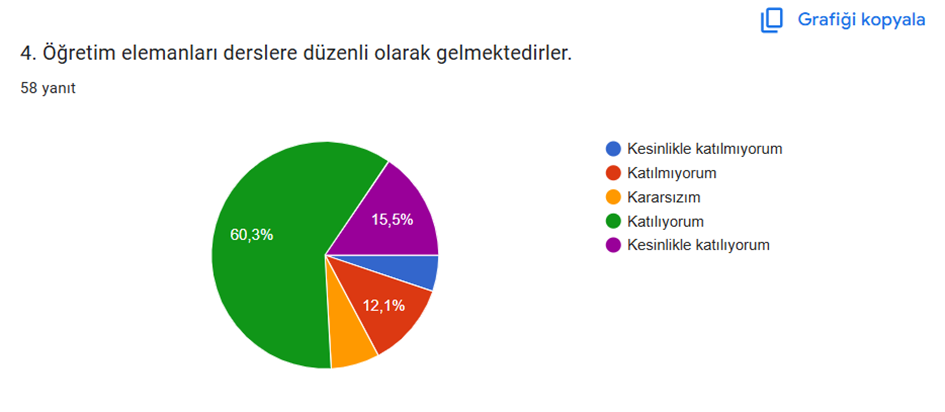 Grafiği kopyala
4. Öğretim elemanları derslere düzenli olarak gelmektedirler.
58 yanıt
Kesinlikle katılmıyorum
Katılmıyorum
Kararsızım
Katılıyorum
Kesinlikle katılıyorum
15,5%
60,3%
12,1%